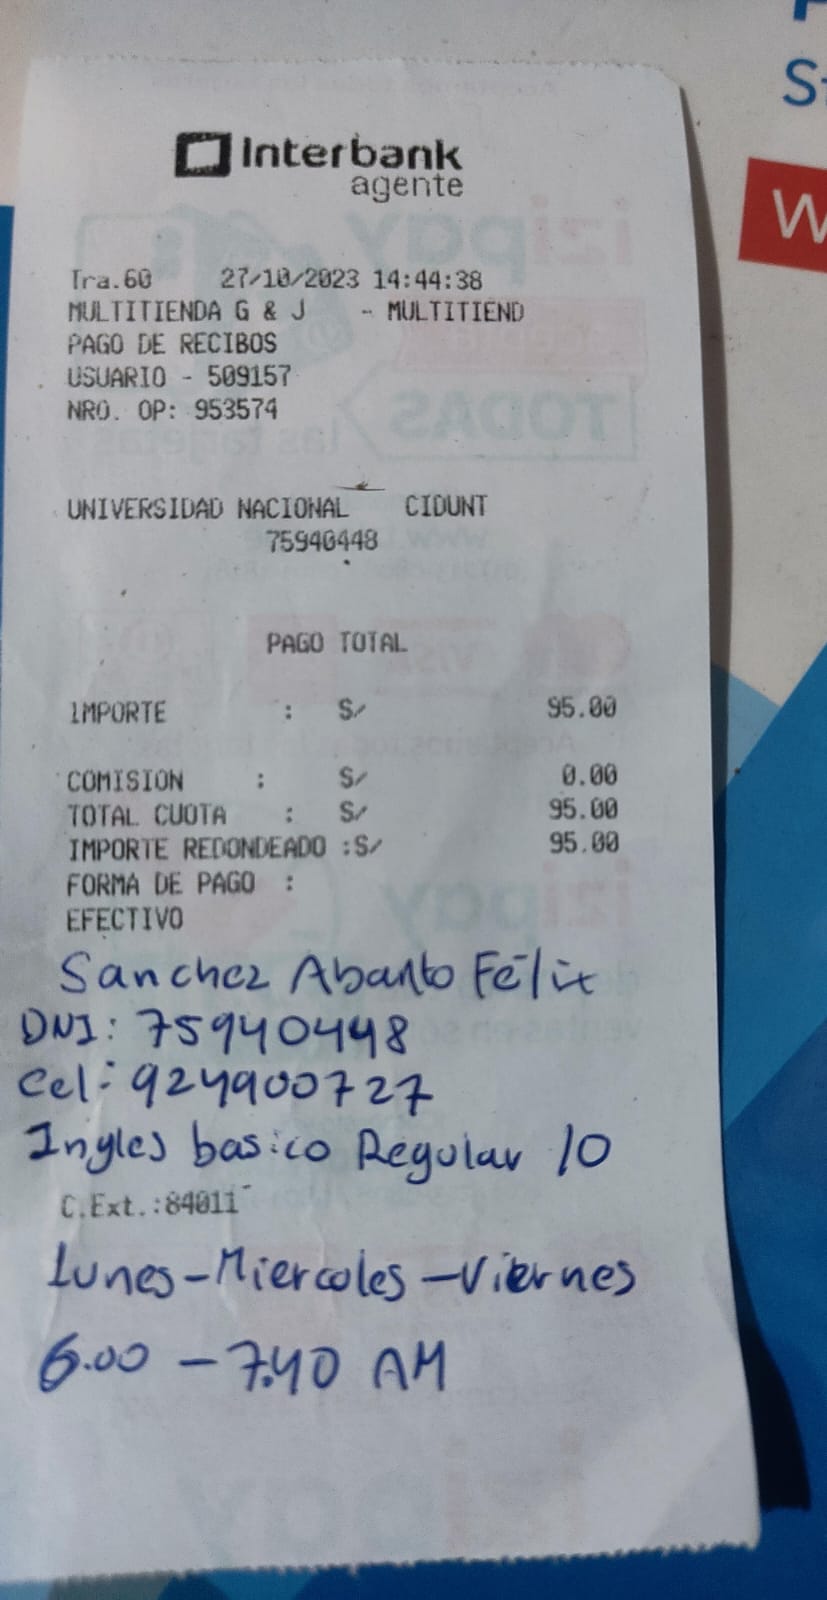 Interbank
agente
Tra.60 27/10/2023 14:44:38
MULTITIENDA G & J - MULTITIEND
PAGO DE RECIBOS
USUARIO - 509157
NRO. OP: 953574
UNIVERSIDAD NACIONAL CIDUNT
75940448
PAGO TOTAL
IMPORTE : S/ 95.00
COMISION : S/ 0.00
TOTAL CUOTA : S/ 95.00
IMPORTE REDONDEADO :S/ 95.00
FORMA DE PAGO :
EFECTIVO
Sanchez Abanto Félix
DNI: 75940448
Cel: 924900727
Ingles basico Regular 10
C.Ext.:84011
Lunes-Miercoles-Viernes
6.00 - 7.40 AM